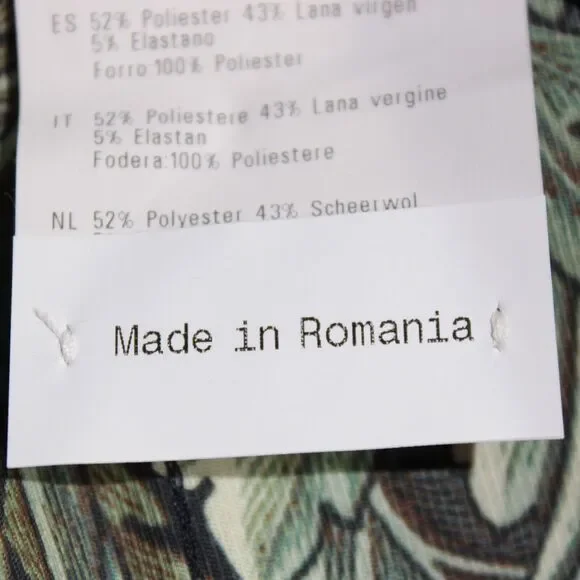 ES 52% Poliester 43% Lana virgen
5% Elastano
Forro:100% Poliester
IT 52% Poliestere 43% Lana vergine
5% Elastan
Fodera:100% Poliestere
NL 52% Polyester 43% Scheerwol
Made in Romania